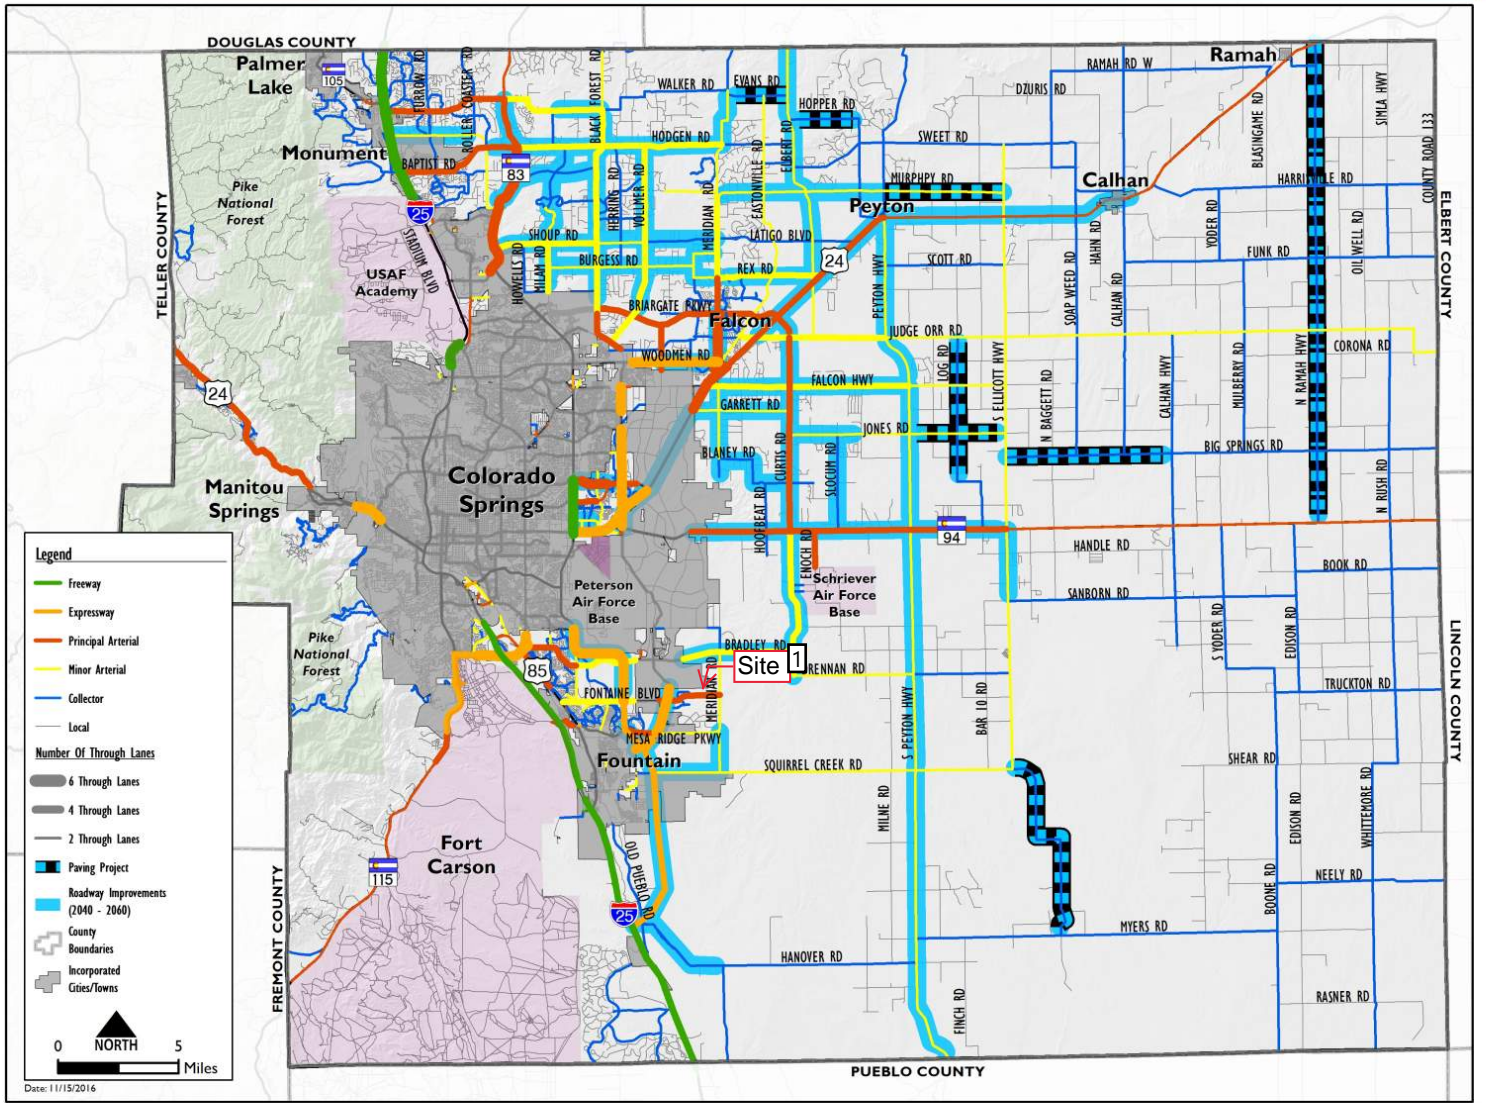 DOUGLAS COUNTY
Palmer
Lake
105
FURROW RD
ROLLER COASTER RD
BLACK FOREST RD
WALKER RD
EVANS RD
HOPPER RD
ELBERT RD
DZURIS RD
RAMAH RD W
Ramah
BLASINGAME RD
SIMLA HWY
COUNTY ROAD 133
Monument
BAPTIST RD
83
HODGEN RD
SWEET RD
MURPHPY RD
Calhan
HARRISVILLE RD
Pike
National
Forest
25
STADIUM BLVD
HERRING RD
VOLLMER RD
MERIDIAN RD
EASTONVILLE RD
Peyton
YODER RD
OIL WELL RD
ELBERT COUNTY
TELLER COUNTY
SHOUP RD
LATIGO BLVD
HAHN RD
FUNK RD
USAF
Academy
HOWELLS RD
MILAM RD
BURGESS RD
REX RD
24
PEYTON HWY
SCOTT RD
SOAP WEED RD
CALHAN RD
BRIARGATE PKWY
Falcon
JUDGE ORR RD
WOODMEN RD
LOG RD
S ELLICOTT HWY
CORONA RD
N RAMAH HWY
24
FALCON HWY
GARRETT RD
N BAGGETT RD
CALHAN HWY
MULBERRY RD
JONES RD
BLANEY RD
CURTIS RD
SLOCUM RD
BIG SPRINGS RD
Manitou
Springs
Colorado
Springs
N RUSH RD
HOOFBEAT RD
94
ENOCH RD
HANDLE RD
BOOK RD
Peterson
Air Force
Base
Schriever
Air Force
Base
SANBORN RD
S YODER RD
EDISON RD
LINCOLN COUNTY
Pike
National
Forest
85
BRADLEY RD
Site
1
RENNAN RD
FONTAINE BLVD
MERIDIAN RD
S PEYTON HWY
BAR 10 RD
TRUCKTON RD
MESA RIDGE PKWY
Fountain
SQUIRREL CREEK RD
SHEAR RD
MILNE RD
EDISON RD
WHITTEMORE RD
Fort
Carson
115
OLD PUEBLO RD
25
BOONE RD
NEELY RD
FREMONT COUNTY
HANOVER RD
MYERS RD
FINCH RD
RASNER RD
PUEBLO COUNTY
Legend
Freeway
Expressway
Principal Arterial
Minor Arterial
Collector
Local
Number Of Through Lanes
6 Through Lanes
4 Through Lanes
2 Through Lanes
Paving Project
Roadway Improvements
(2040 - 2060)
County
Boundaries
Incorporated
Cities/Towns
NORTH
0 5
Miles
Date: 11/15/2016